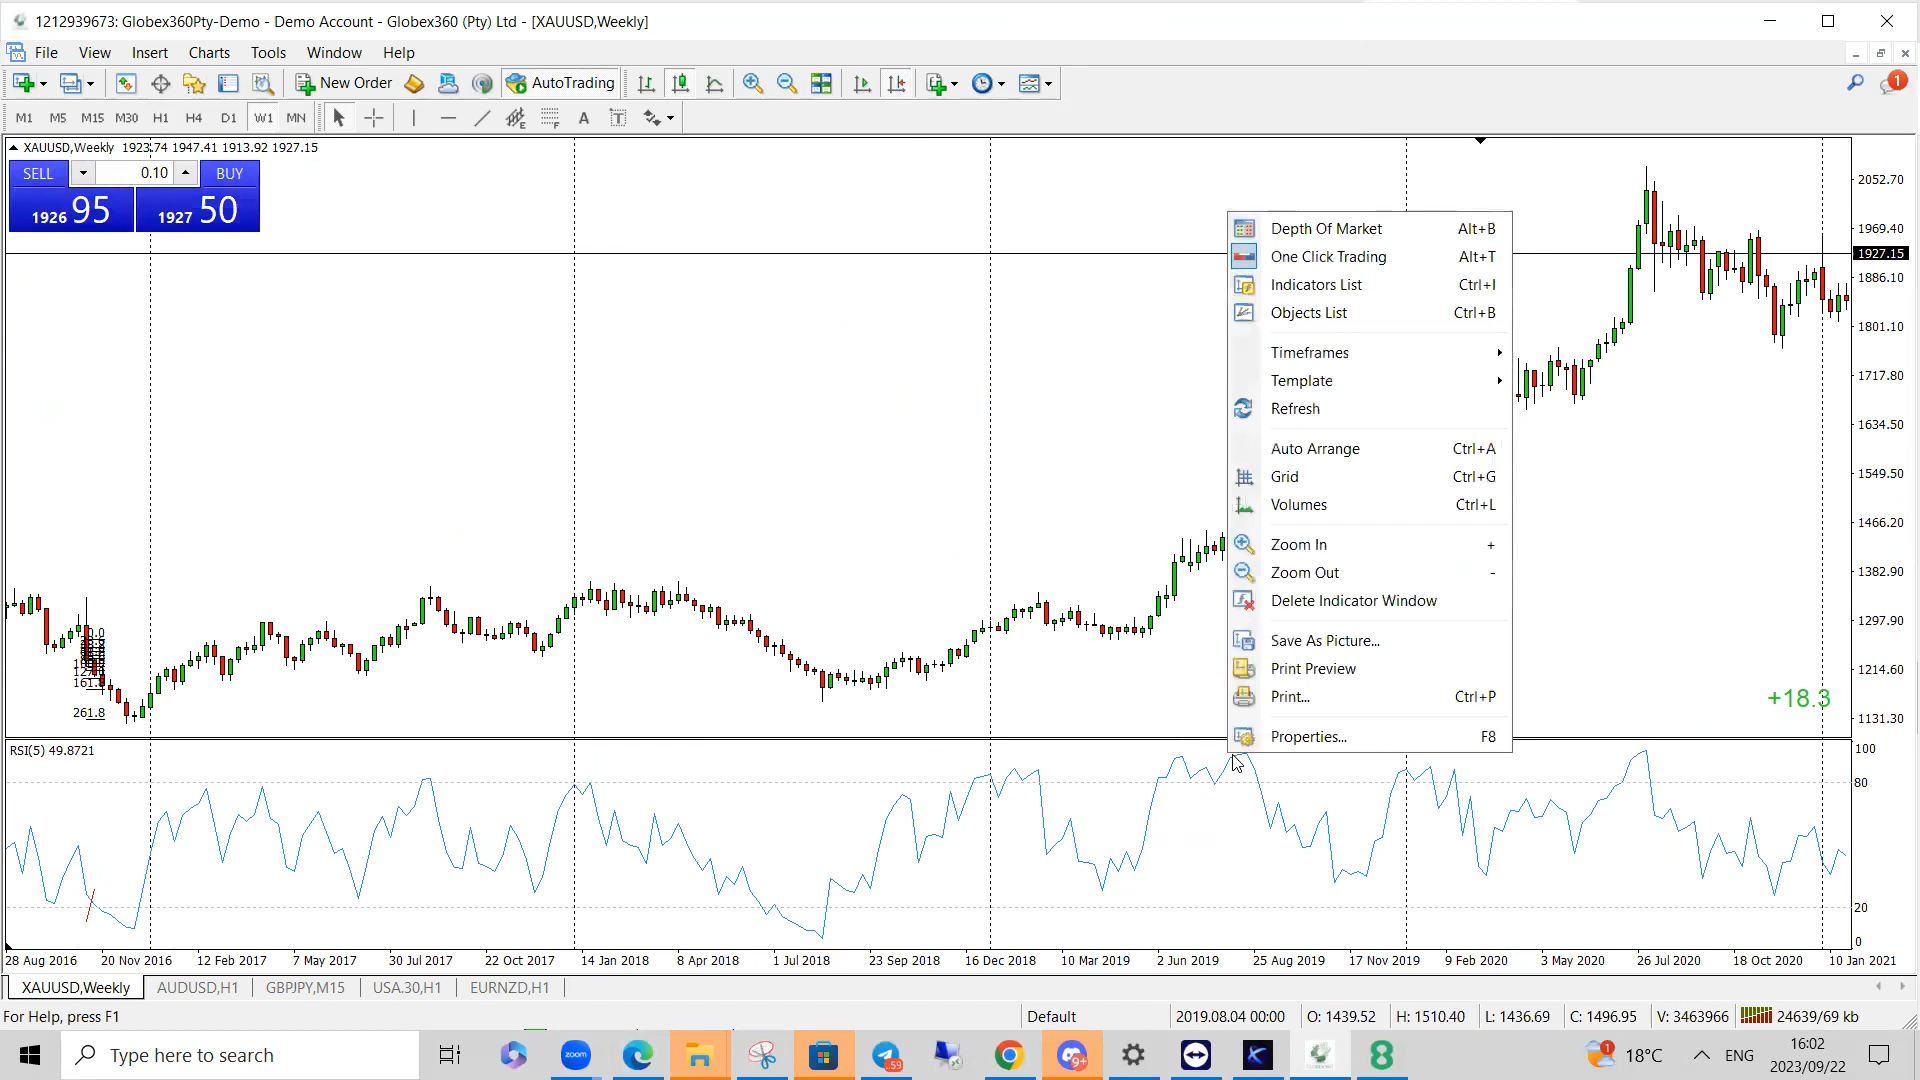 1212939673: Globex360Pty-Demo - Demo Account - Globex360 (Pty) Ltd - [XAUUSD,Weekly]
File View Insert Charts Tools Window Help
New Order AutoTrading 1
M1 M5 M15 M30 H1 H4 D1 W1 MN E F A T
XAUUSD,Weekly 1923.74 1947.41 1913.92 1927.15
SELL 0.10 BUY
1926 95 1927 50
2052.70
1969.40
1927.15
1886.10
1801.10
1717.80
1634.50
1549.50
1466.20
1382.90
1297.90
1214.60
1131.30
Depth Of Market Alt+B
One Click Trading Alt+T
Indicators List Ctrl+I
Objects List Ctrl+B
Timeframes
Template
Refresh
Auto Arrange Ctrl+A
Grid Ctrl+G
Volumes Ctrl+L
Zoom In +
Zoom Out -
Delete Indicator Window
Save As Picture...
Print Preview
Print... Ctrl+P
Properties... F8
261.8
+18.3
RSI(5) 49.8721
100
80
20
0
28 Aug 2016 20 Nov 2016 12 Feb 2017 7 May 2017 30 Jul 2017 22 Oct 2017 14 Jan 2018 8 Apr 2018 1 Jul 2018 23 Sep 2018 16 Dec 2018 10 Mar 2019 2 Jun 2019 25 Aug 2019 17 Nov 2019 9 Feb 2020 3 May 2020 26 Jul 2020 18 Oct 2020 10 Jan 2021
XAUUSD,Weekly AUDUSD,H1 GBPJPY,M15 USA.30,H1 EURNZD,H1
For Help, press F1 Default 2019.08.04 00:00 O: 1439.52 H: 1510.40 L: 1436.69 C: 1496.95 V: 3463966 24639/69 kb
Type here to search zoom 59 9+ 1 18°C ENG 16:02
2023/09/22